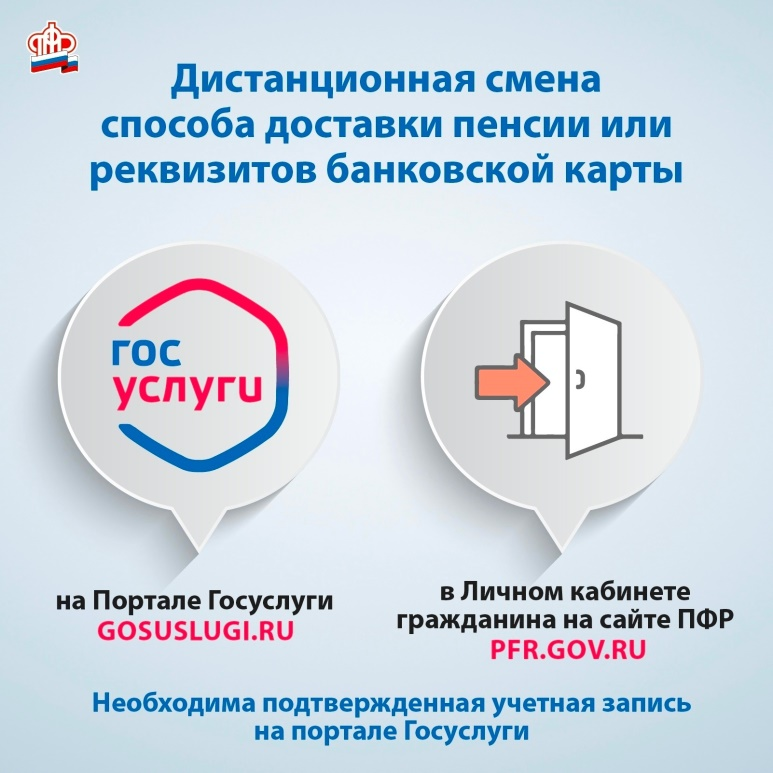 ПФР
Дистанционная смена
способа доставки пенсии или
реквизитов банковской карты
гос
услуги
на Портале Госуслуги
GOSUSLUGI.RU
в Личном кабинете
гражданина на сайте ПФР
PFR.GOV.RU
Необходима подтвержденная учетная запись
на портале Госуслуги